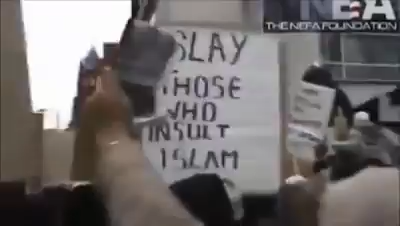 NEFA
THE NEFA FOUNDATION
SLAY
THOSE
WHO
INSULT
ISLAM